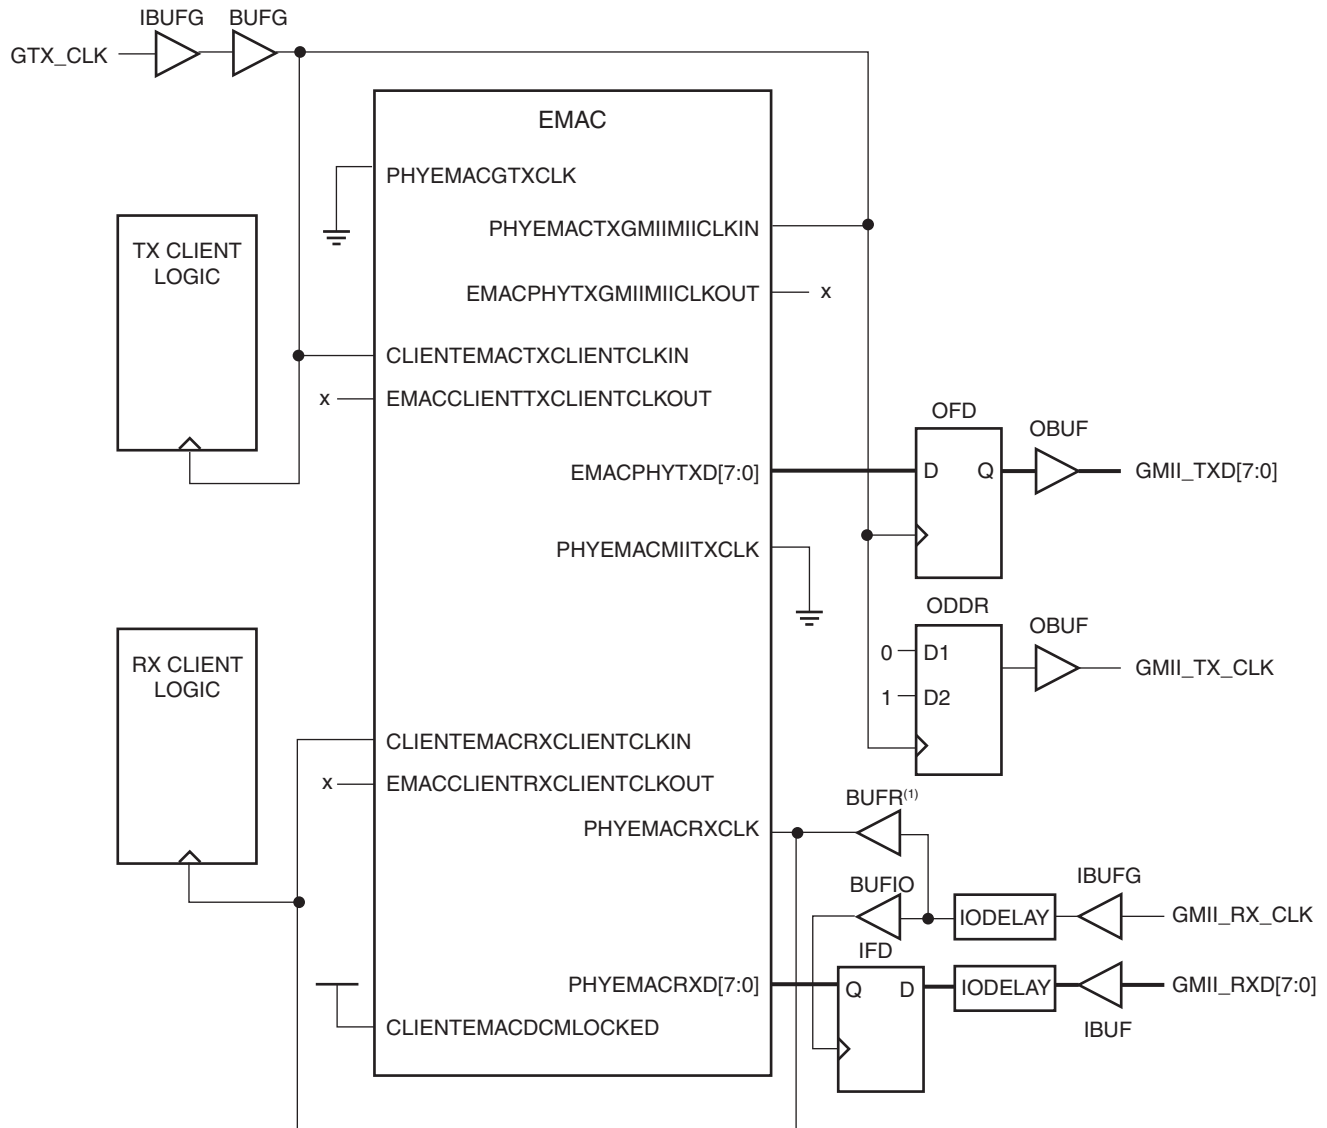 IBUFG
BUFG
GTX_CLK
EMAC
PHYEMACGTXCLK
PHYEMACTXGMIIMIICLKIN
TX CLIENT
LOGIC
EMACPHYTXGMIIMIICLKOUT
x
CLIENTEMACTXCLIENTCLKIN
x
EMACCLIENTTXCLIENTCLKOUT
OFD
OBUF
EMACPHYTXD[7:0]
D
Q
GMII_TXD[7:0]
PHYEMACMIITXCLK
ODDR
OBUF
0
D1
1
D2
GMII_TX_CLK
RX CLIENT
LOGIC
CLIENTEMACRXCLIENTCLKIN
x
EMACCLIENTRXCLIENTCLKOUT
BUFR(1)
PHYEMACRXCLK
BUFIO
IBUFG
IODELAY
GMII_RX_CLK
IFD
PHYEMACRXD[7:0]
Q
D
IODELAY
GMII_RXD[7:0]
IBUF
CLIENTEMACDCMLOCKED